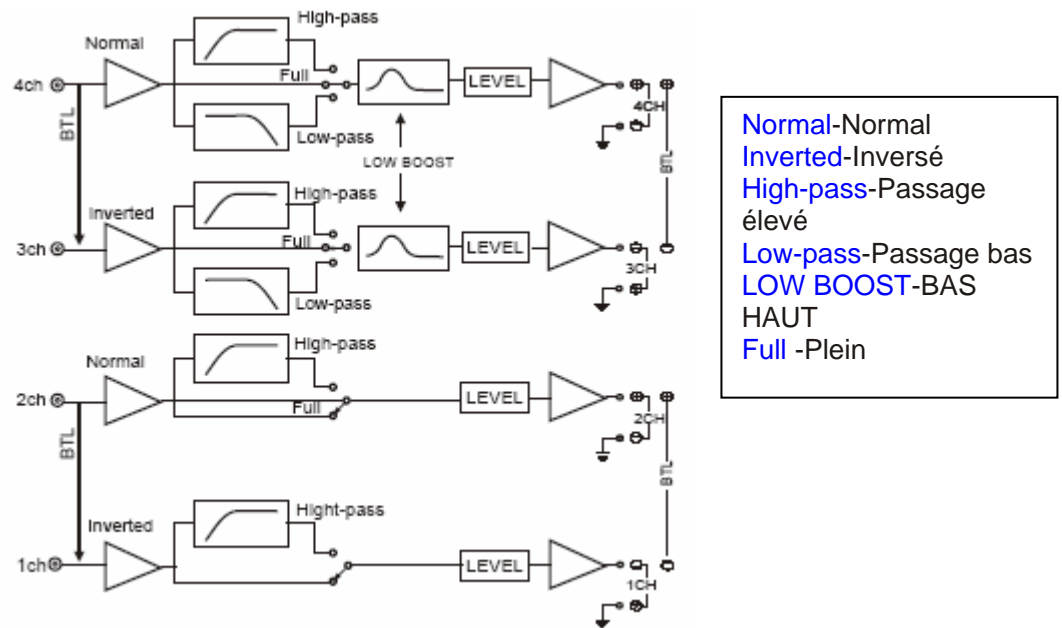 High-pass
Normal
4ch
Full
LEVEL
4CH
BTL
Low-pass
LOW BOOST
BTL
High-pass
Inverted
3ch
Full
LEVEL
3CH
Low-pass
High-pass
Normal
2ch
Full
LEVEL
2CH
BTL
BTL
Hight-pass
Inverted
1ch
LEVEL
1CH
Normal-Normal
Inverted-Inversé
High-pass-Passage
élevé
Low-pass-Passage bas
LOW BOOST-BAS
HAUT
Full -Plein